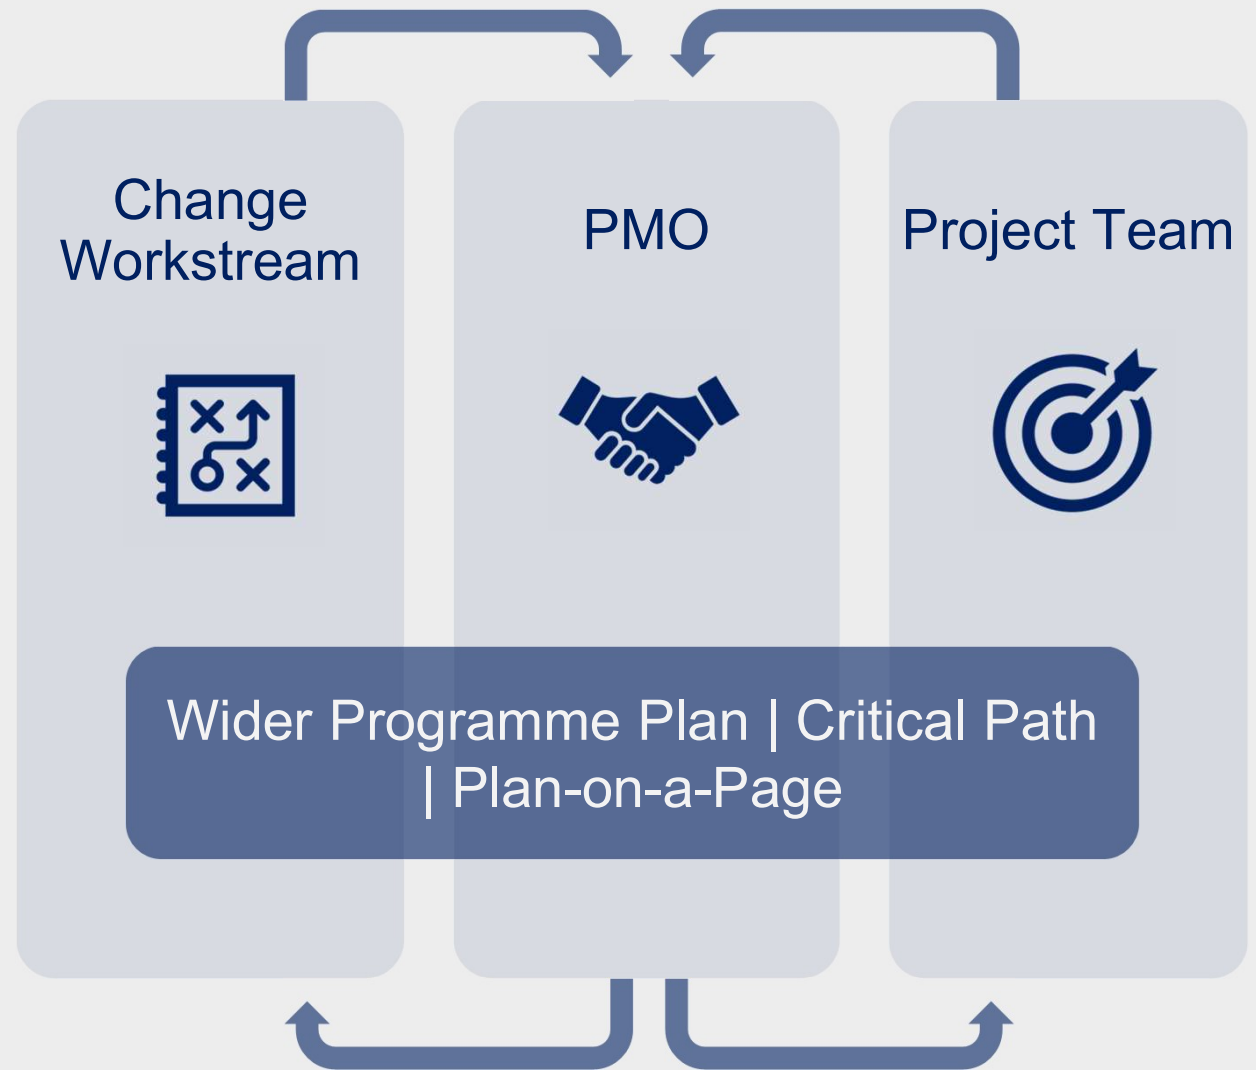 Change
Workstream
PMO
Project Team
Wider Programme Plan | Critical Path
| Plan-on-a-Page